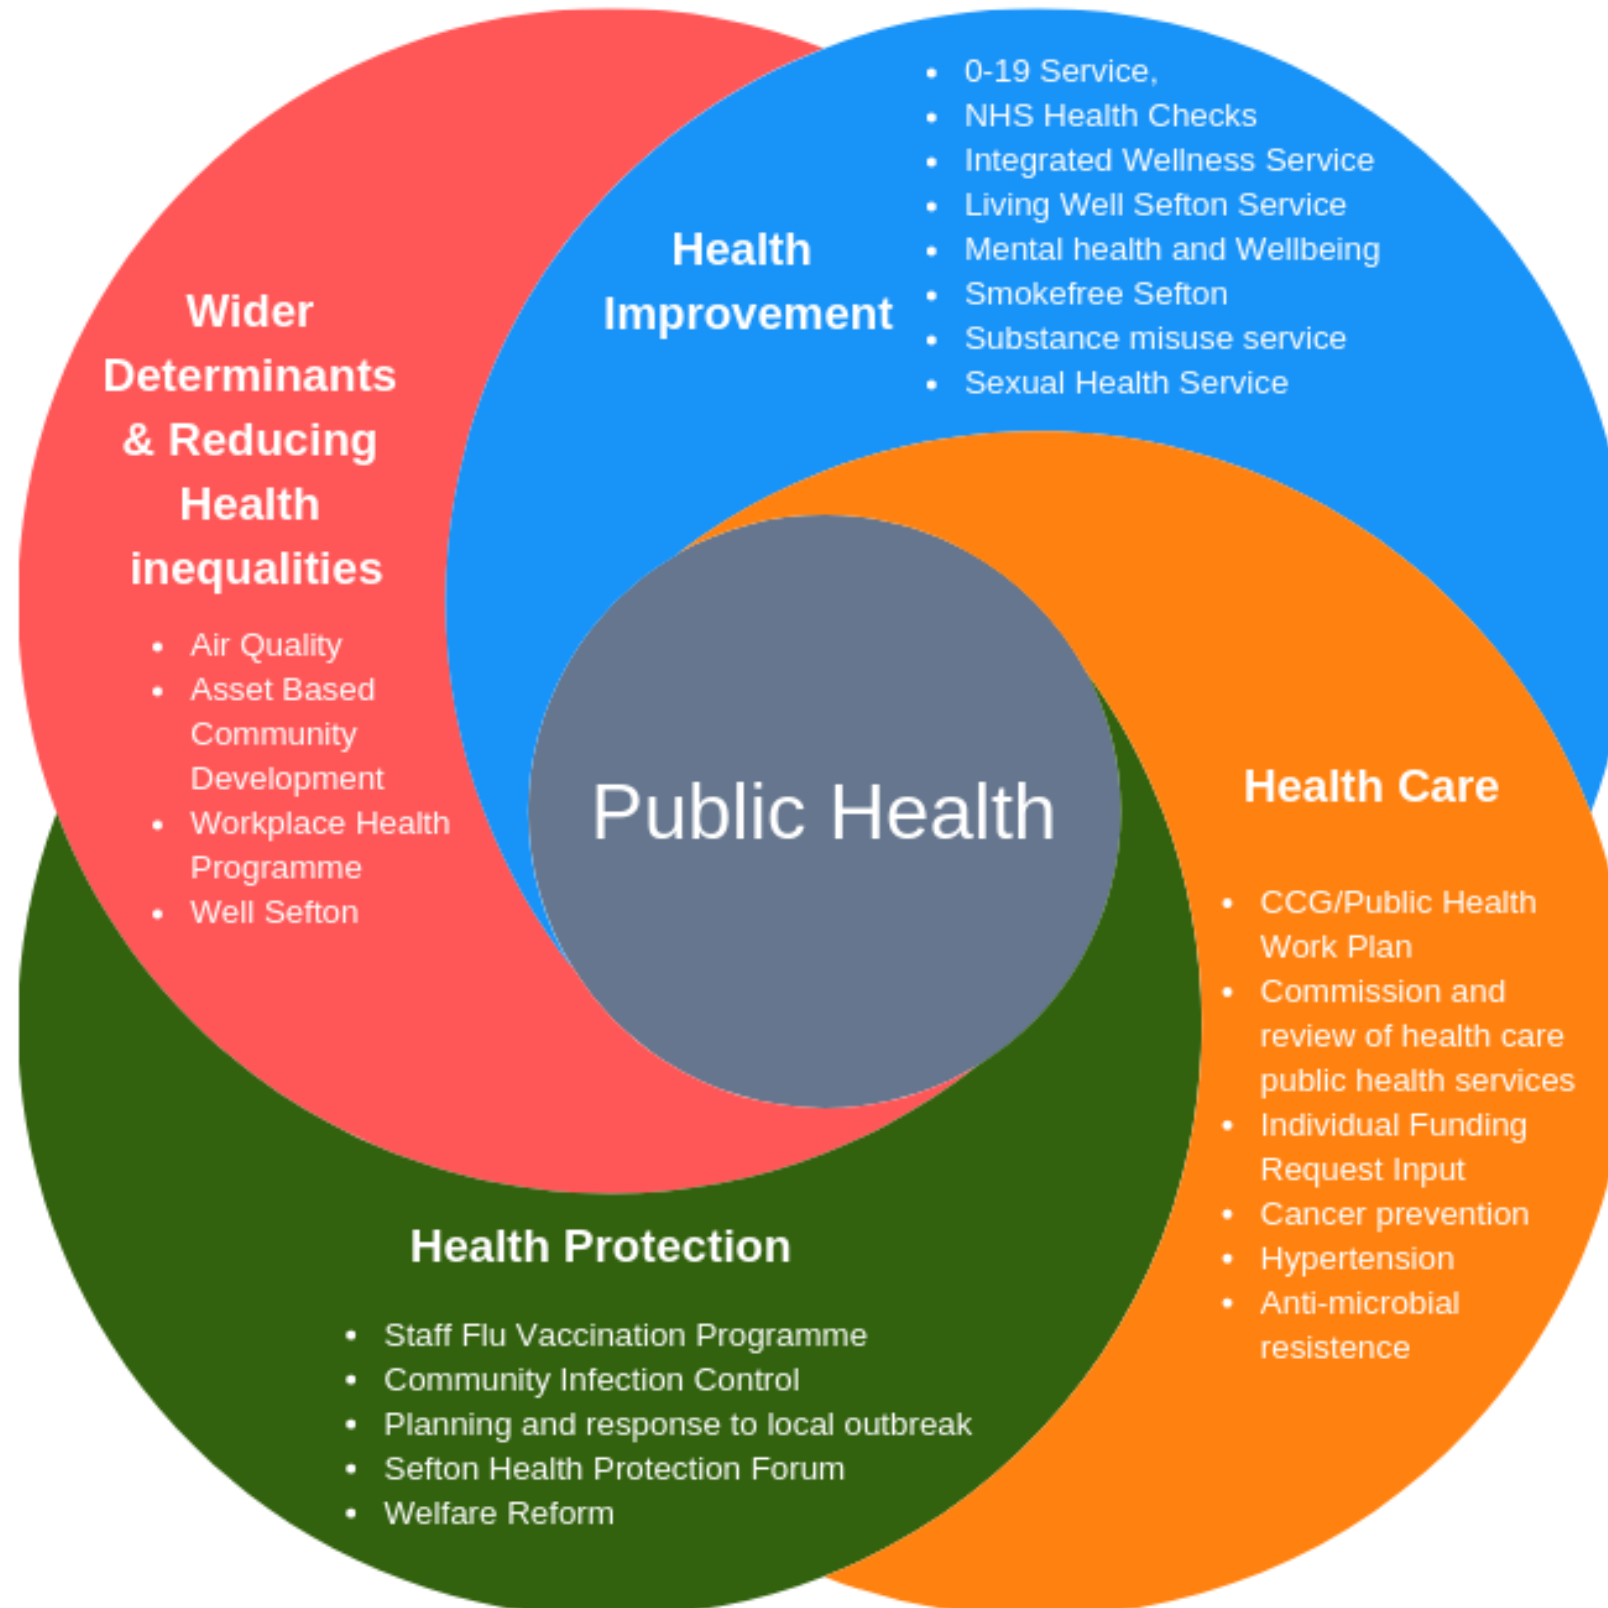 Wider
Determinants
& Reducing
Health
inequalities
• Air Quality
• Asset Based
Community
Development
• Workplace Health
Programme
• Well Sefton
Health
Improvement
• 0-19 Service,
• NHS Health Checks
• Integrated Wellness Service
• Living Well Sefton Service
• Mental health and Wellbeing
• Smokefree Sefton
• Substance misuse service
• Sexual Health Service
Public Health
Health Care
• CCG/Public Health
Work Plan
• Commission and
review of health care
public health services
• Individual Funding
Request Input
• Cancer prevention
• Hypertension
• Anti-microbial
resistence
Health Protection
• Staff Flu Vaccination Programme
• Community Infection Control
• Planning and response to local outbreak
• Sefton Health Protection Forum
• Welfare Reform